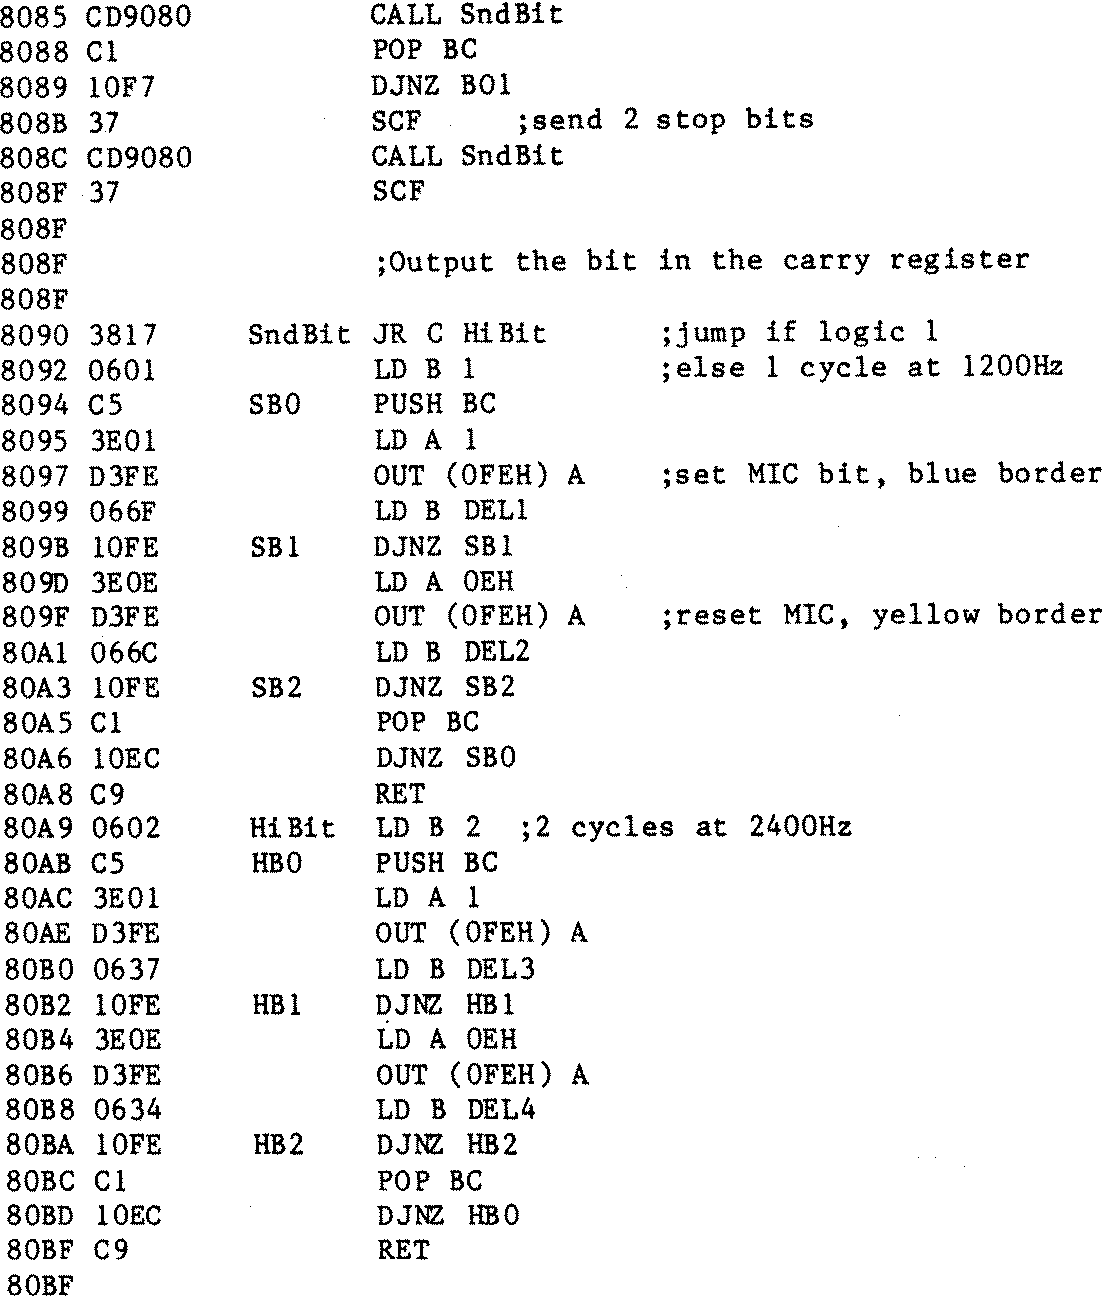 8085 CD9080          CALL SndBit
8088 C1              POP BC
8089 10F7            DJNZ BO1
808B 37              SCF     ;send 2 stop bits
808C CD9080          CALL SndBit
808F 37              SCF
808F
808F                 ;Output the bit in the carry register
808F
8090 3817     SndBit JR C HiBit      ;jump if logic 1
8092 0601            LD B 1          ;else 1 cycle at 1200Hz
8094 C5       SB0    PUSH BC
8095 3E01            LD A 1
8097 D3FE            OUT (0FEH) A    ;set MIC bit, blue border
8099 066F            LD B DEL1
809B 10FE     SB1    DJNZ SB1
809D 3E0E            LD A 0EH
809F D3FE            OUT (0FEH) A    ;reset MIC, yellow border
80A1 066C            LD B DEL2
80A3 10FE     SB2    DJNZ SB2
80A5 C1              POP BC
80A6 10EC            DJNZ SB0
80A8 C9              RET
80A9 0602     HiBit  LD B 2  ;2 cycles at 2400Hz
80AB C5       HB0    PUSH BC
80AC 3E01            LD A 1
80AE D3FE            OUT (0FEH) A
80B0 0637            LD B DEL3
80B2 10FE     HB1    DJNZ HB1
80B4 3E0E            LD A 0EH
80B6 D3FE            OUT (0FEH) A
80B8 0634            LD B DEL4
80BA 10FE     HB2    DJNZ HB2
80BC C1              POP BC
80BD 10EC            DJNZ HB0
80BF C9              RET
80BF